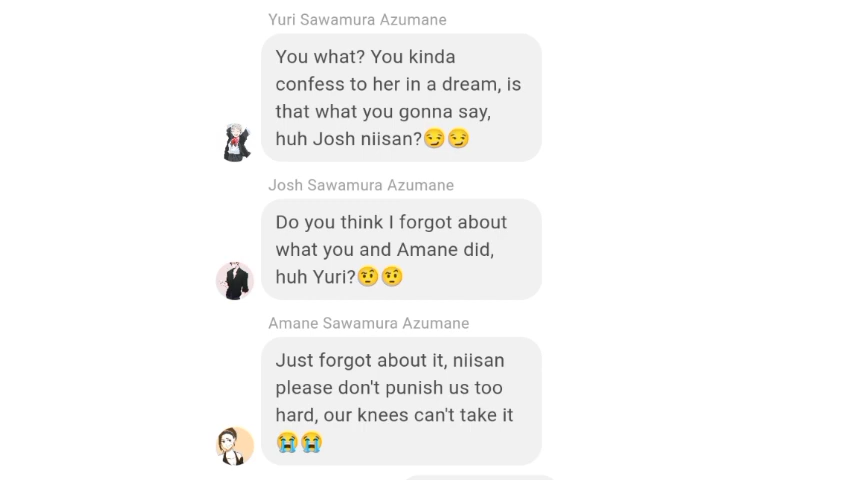 Yuri Sawamura Azumane
You what? You kinda
confess to her in a dream, is
that what you gonna say,
huh Josh niisan?😏😏
Josh Sawamura Azumane
Do you think I forgot about
what you and Amane did,
huh Yuri?🤨🤨
Amane Sawamura Azumane
Just forgot about it, niisan
please don't punish us too
hard, our knees can't take it
😭😭